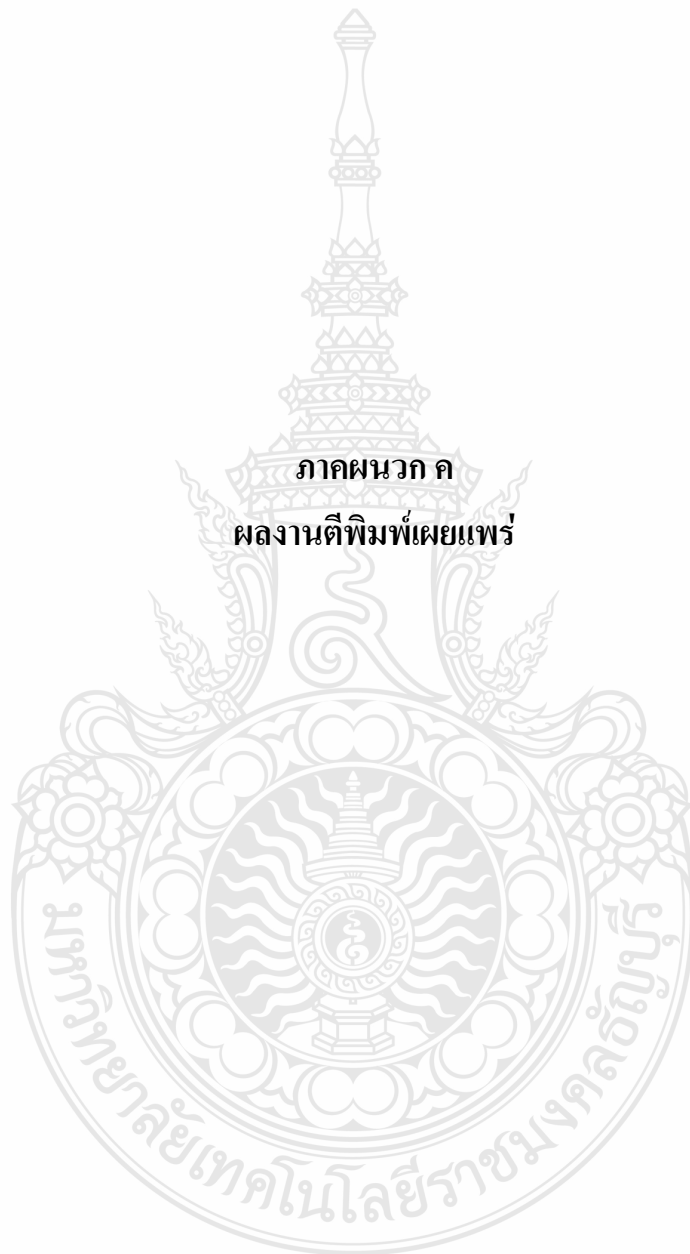 ภาคผนวก ค
ผลงานตีพิมพ์เผยแพร่
มหาวิทยาลัยเทคโนโลยีราชมงคลธัญบุรี